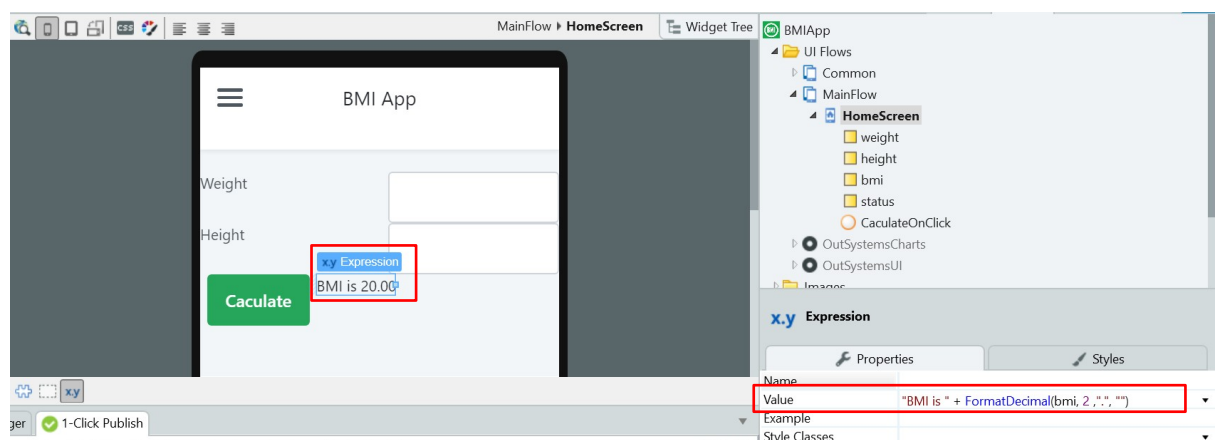 MainFlow ▸ HomeScreen
Widget Tree
BMI App
Weight
Height
x.y Expression
BMI is 20.00
Caculate
x.y
ger
1-Click Publish
BMIApp
UI Flows
Common
MainFlow
HomeScreen
weight
height
bmi
status
CaculateOnClick
OutSystemsCharts
OutSystemsUI
Images
x.y Expression
Properties
Styles
Name
Value "BMI is " + FormatDecimal(bmi, 2 ,".", "")
Example
Style Classes